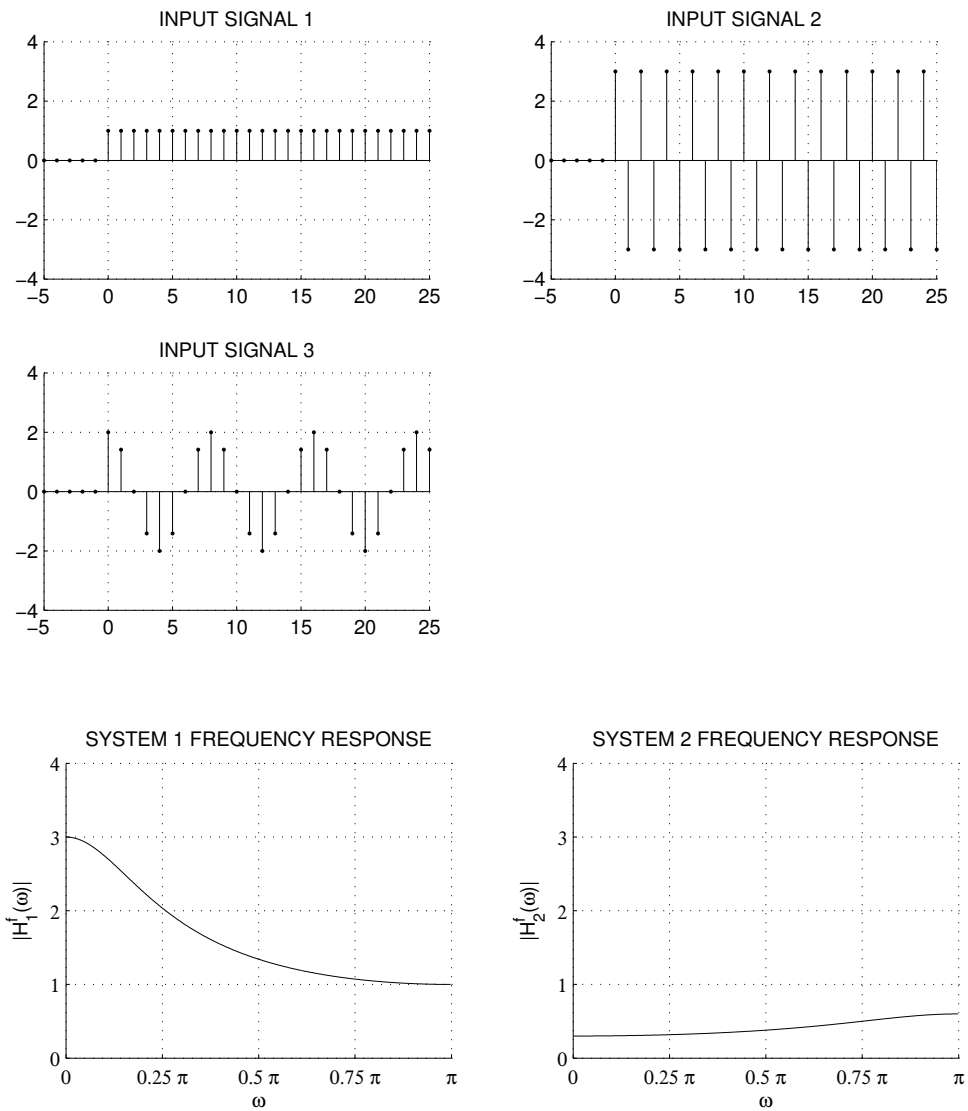 INPUT SIGNAL 1
4
2
0
−2
−4
−5 0 5 10 15 20 25
INPUT SIGNAL 2
4
2
0
−2
−4
−5 0 5 10 15 20 25
INPUT SIGNAL 3
4
2
0
−2
−4
−5 0 5 10 15 20 25
SYSTEM 1 FREQUENCY RESPONSE
4
3
2
1
0
|H₁ᶠ(ω)|
0 0.25 π 0.5 π 0.75 π π
ω
SYSTEM 2 FREQUENCY RESPONSE
4
3
2
1
0
|H₂ᶠ(ω)|
0 0.25 π 0.5 π 0.75 π π
ω